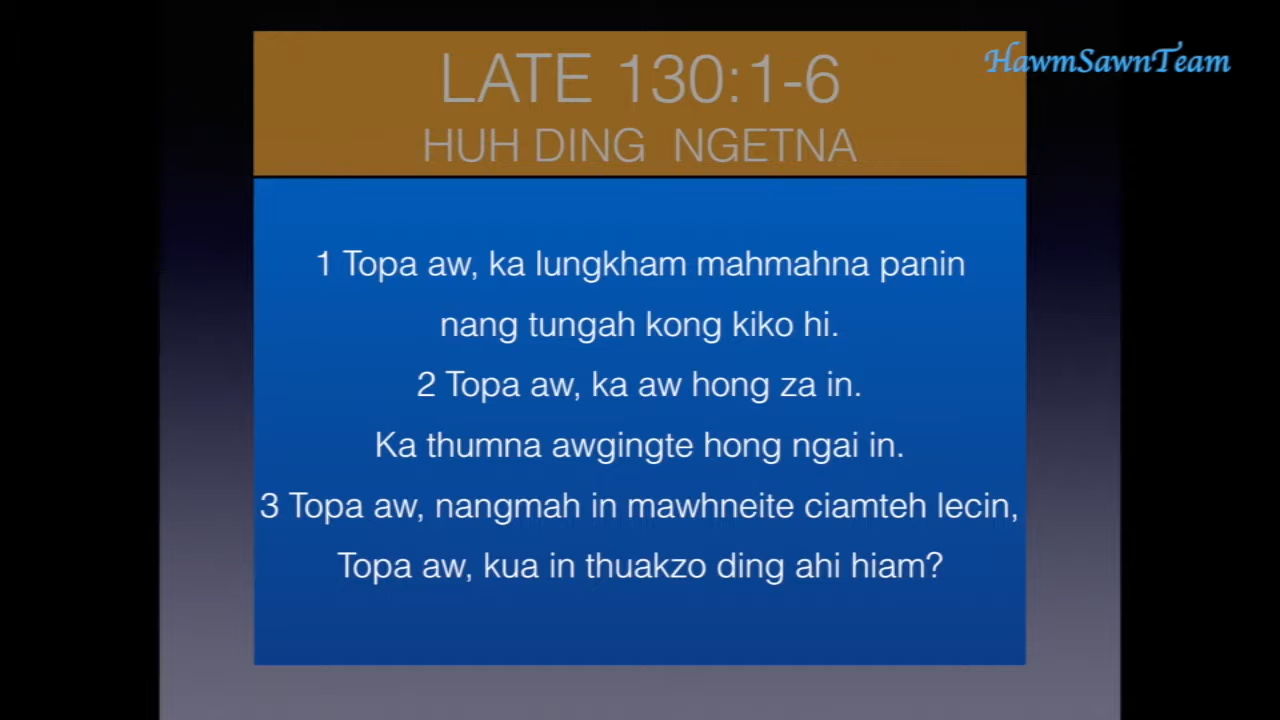 HawmSawnTeam
LATE 130:1-6
HUH DING NGETNA
1 Topa aw, ka lungkham mahmahna panin
nang tungah kong kiko hi.
2 Topa aw, ka aw hong za in.
Ka thumna awgingte hong ngai in.
3 Topa aw, nangmah in mawhneite ciamteh lecin,
Topa aw, kua in thuakzo ding ahi hiam?